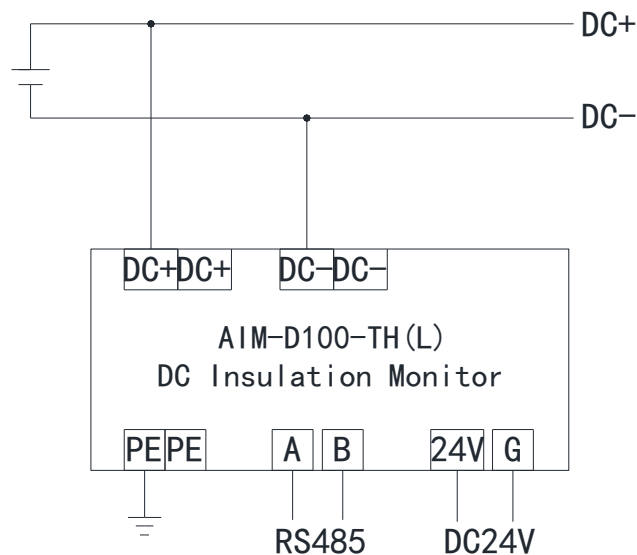 DC+
DC-
DC+ DC+ DC- DC-
AIM-D100-TH(L)
DC Insulation Monitor
PE PE A B 24V G
RS485 DC24V